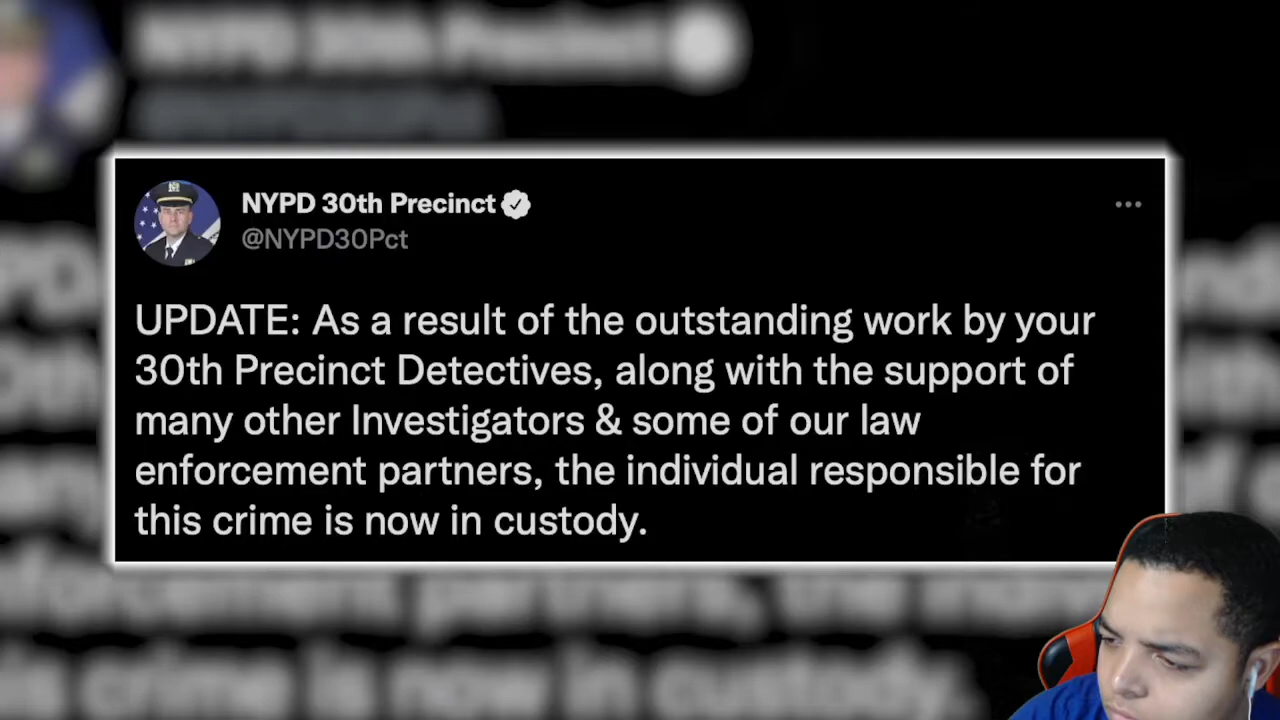 NYPD 30th Precinct
@NYPD30Pct
UPDATE: As a result of the outstanding work by your
30th Precinct Detectives, along with the support of
many other Investigators & some of our law
enforcement partners, the individual responsible for
this crime is now in custody.